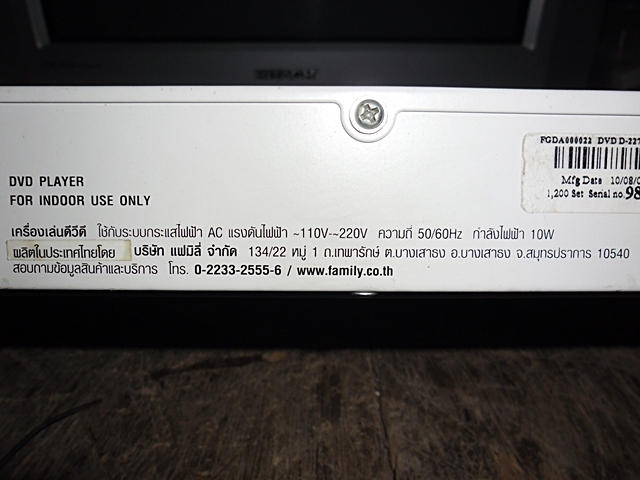 DVD PLAYER
FOR INDOOR USE ONLY
FGDA000022 DVD D-227
Mfg Date 10/08/0
1,200 Set Serial no. 98
เครื่องเล่นดีวีดี ใช้กับระบบกระแสไฟฟ้า AC แรงดันไฟฟ้า ~110V-~220V ความถี่ 50/60Hz กำลังไฟฟ้า 10W
ผลิตในประเทศไทยโดย บริษัท แฟมิลี่ จำกัด 134/22 หมู่ 1 ถ.เทพารักษ์ ต.บางเสาธง อ.บางเสาธง จ.สมุทรปราการ 10540
สอบถามข้อมูลสินค้าและบริการ โทร. 0-2233-2555-6 / www.family.co.th